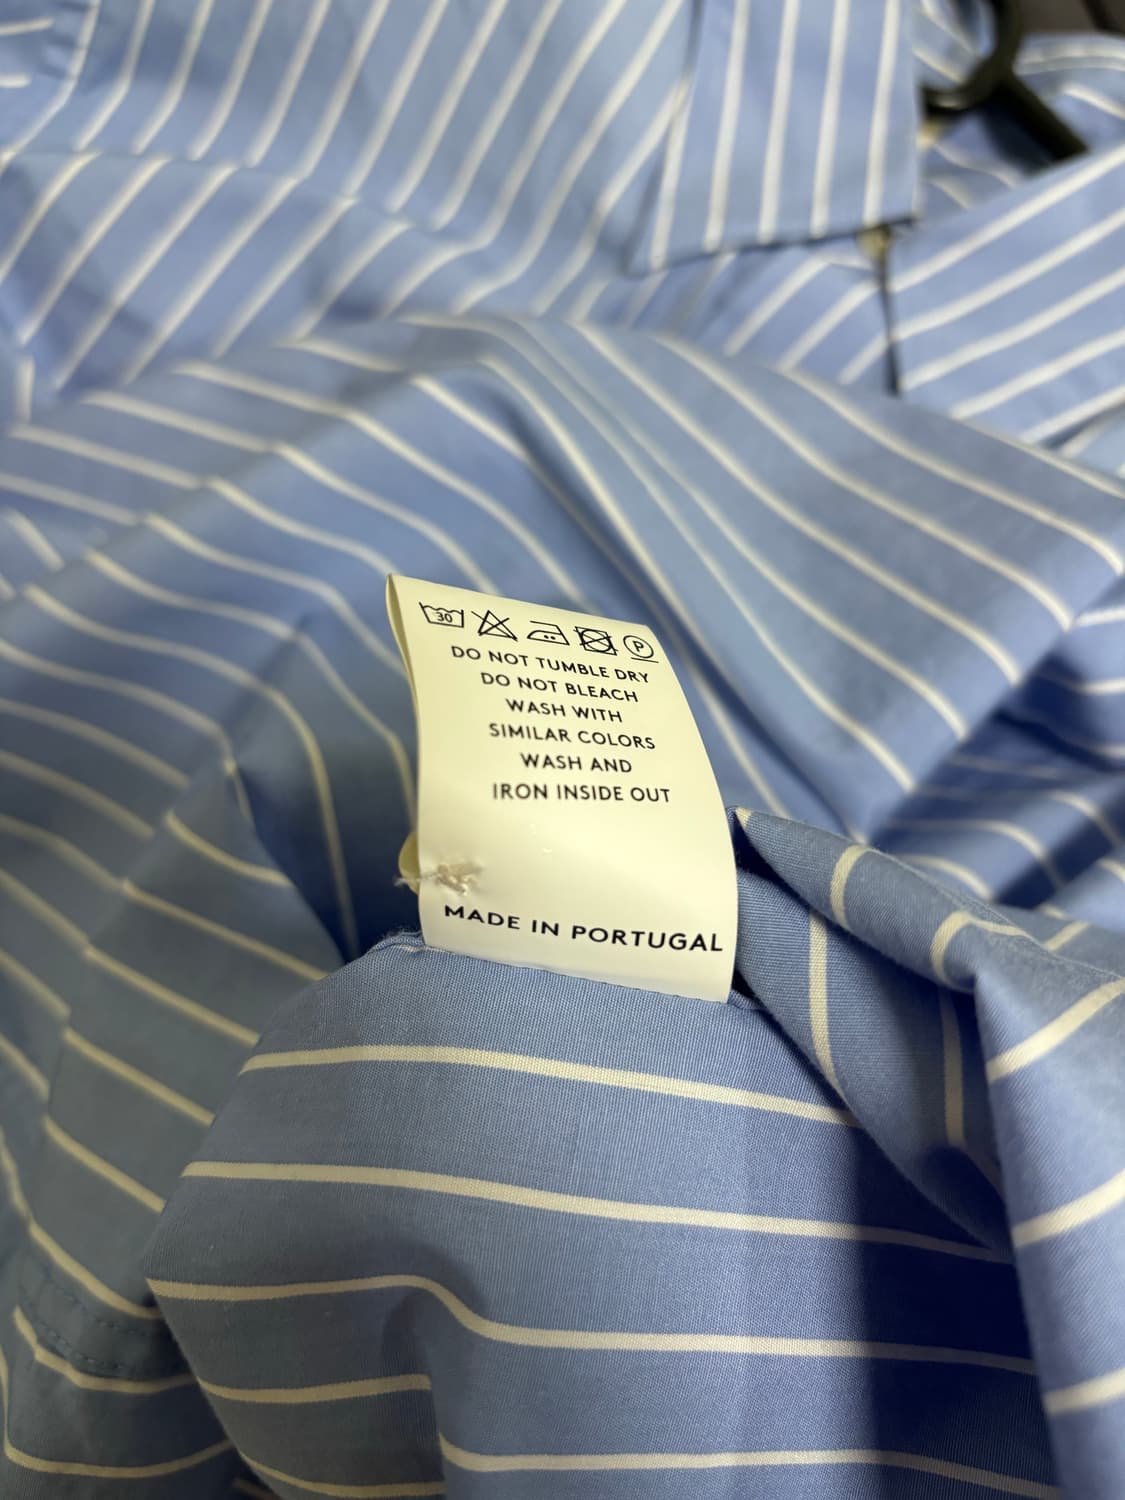 30 P
DO NOT TUMBLE DRY
DO NOT BLEACH
WASH WITH
SIMILAR COLORS
WASH AND
IRON INSIDE OUT
MADE IN PORTUGAL